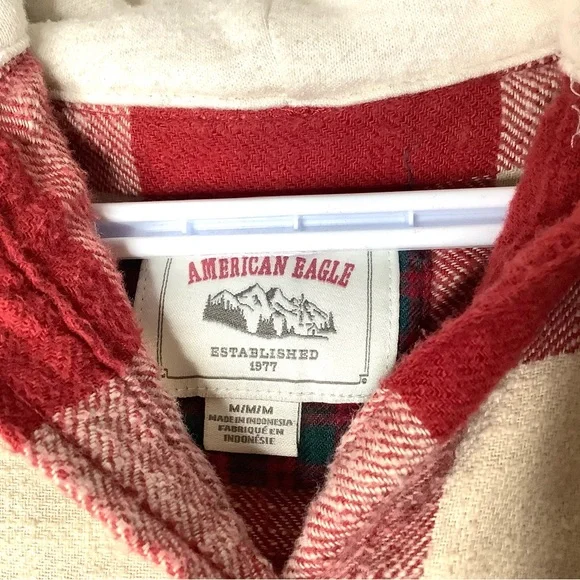 AMERICAN EAGLE
ESTABLISHED
1977
M/M/M
MADE IN INDONESIA
FABRIQUÉ EN
INDONÉSIE